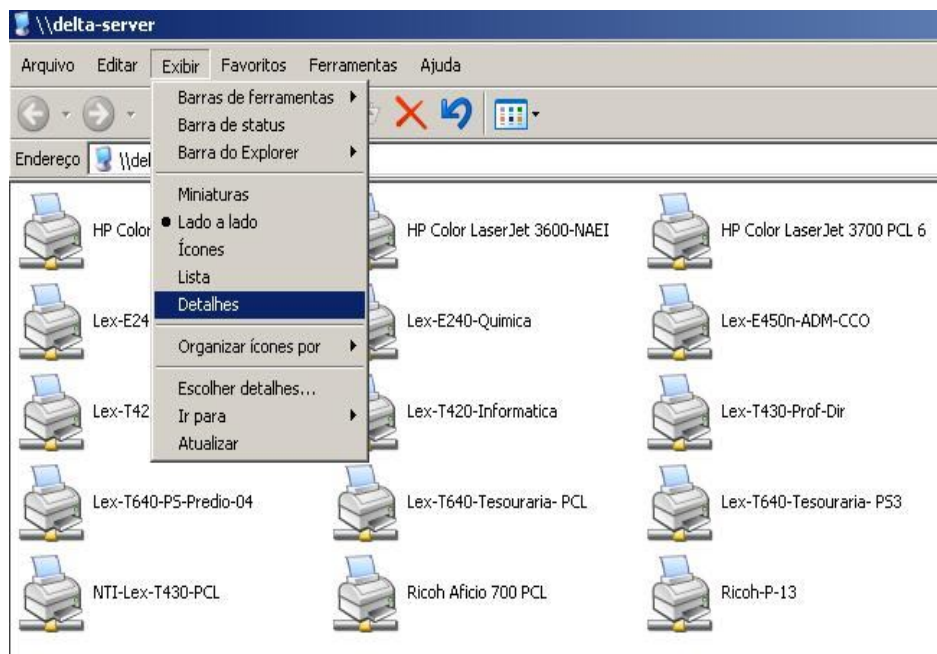 \\delta-server
Arquivo Editar Exibir Favoritos Ferramentas Ajuda
Barras de ferramentas
Barra de status
Barra do Explorer
Miniaturas
Lado a lado
Ícones
Lista
Detalhes
Organizar ícones por
Escolher detalhes...
Ir para
Atualizar
Endereço \\del
HP Color HP Color LaserJet 3600-NAEI HP Color LaserJet 3700 PCL 6
Lex-E24 Lex-E240-Quimica Lex-E450n-ADM-CCO
Lex-T42 Lex-T420-Informatica Lex-T430-Prof-Dir
Lex-T640-PS-Predio-04 Lex-T640-Tesouraria- PCL Lex-T640-Tesouraria- PS3
NTI-Lex-T430-PCL Ricoh Aficio 700 PCL Ricoh-P-13